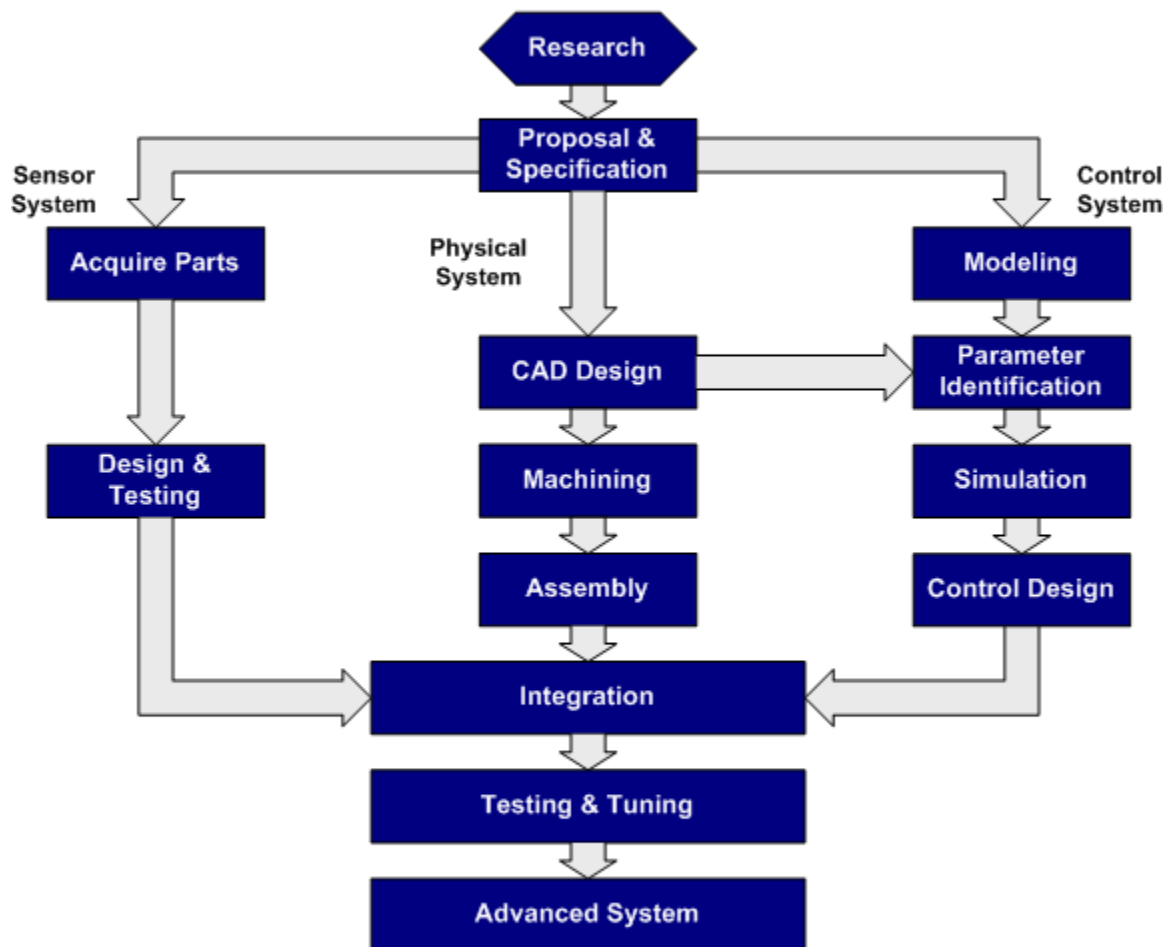 Research
Proposal &
Specification
Sensor
System
Control
System
Acquire Parts
Physical
System
Modeling
CAD Design
Parameter
Identification
Design &
Testing
Machining
Simulation
Assembly
Control Design
Integration
Testing & Tuning
Advanced System